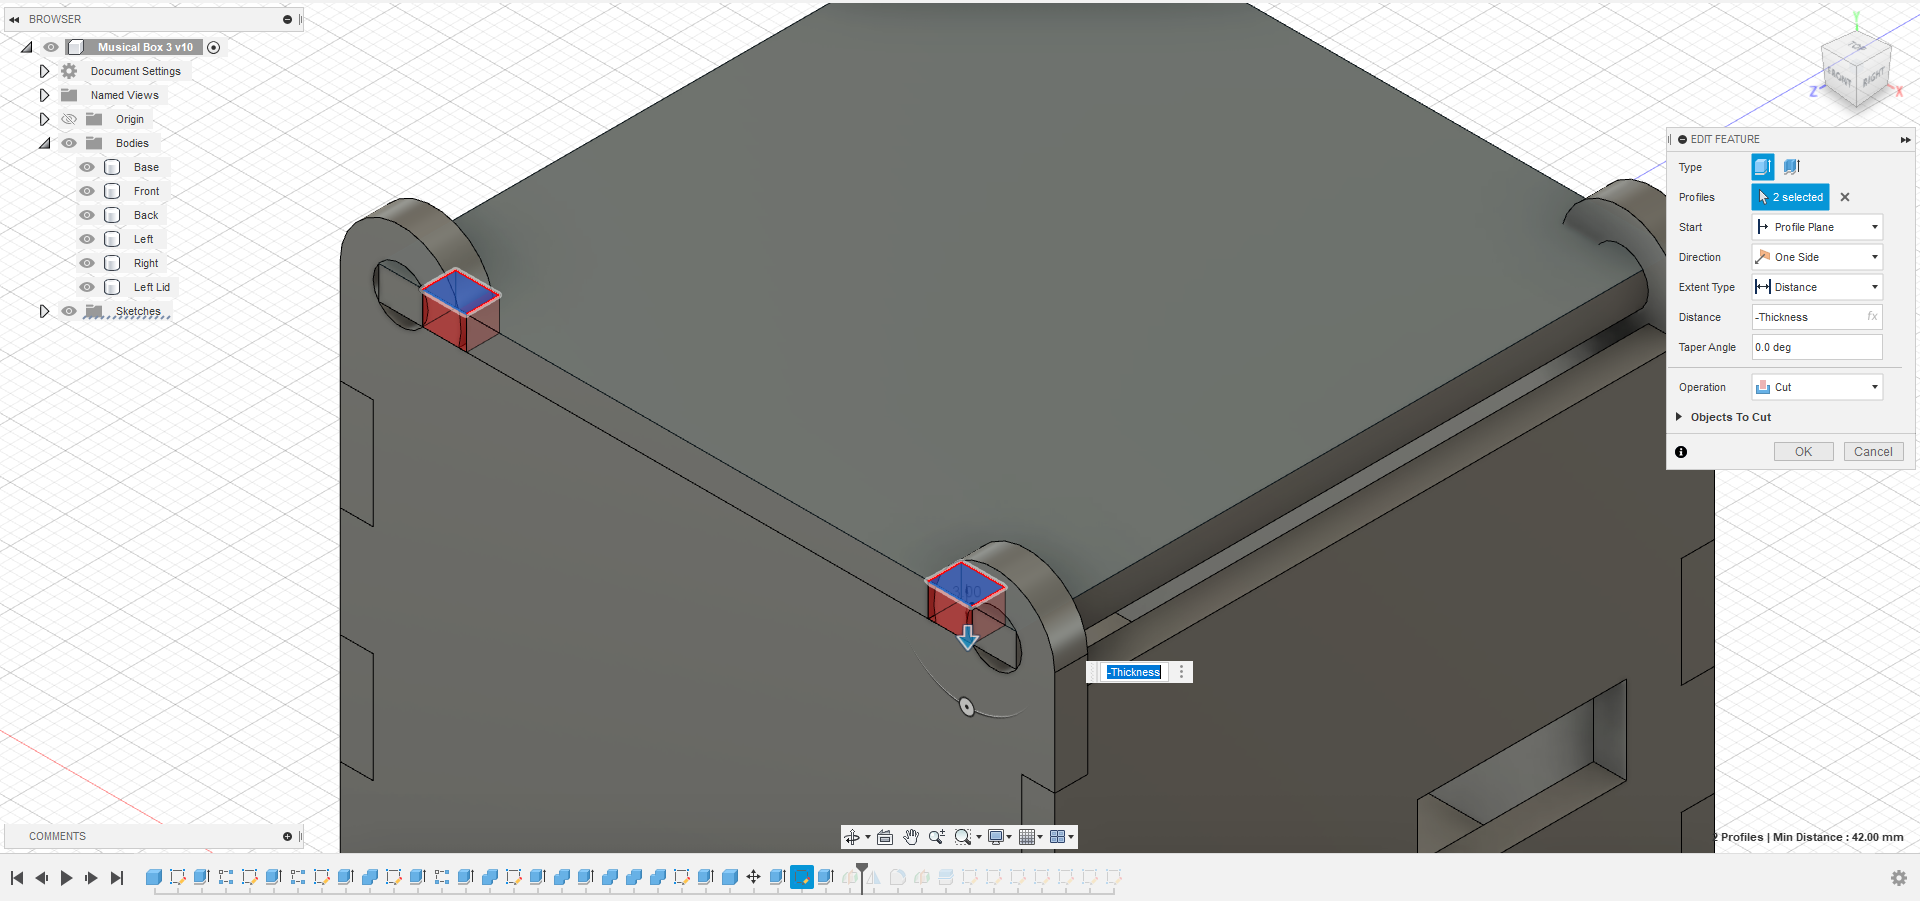 BROWSER
Musical Box 3 v10
Document Settings
Named Views
Origin
Bodies
Base
Front
Back
Left
Right
Left Lid
Sketches
Y
TOP
FRONT
RIGHT
Z
X
EDIT FEATURE
Type
Profiles
2 selected
Start
Profile Plane
Direction
One Side
Extent Type
Distance
Distance
-Thickness
fx
Taper Angle
0.0 deg
Operation
Cut
Objects To Cut
OK
Cancel
-Thickness
COMMENTS
2 Profiles | Min Distance : 42.00 mm